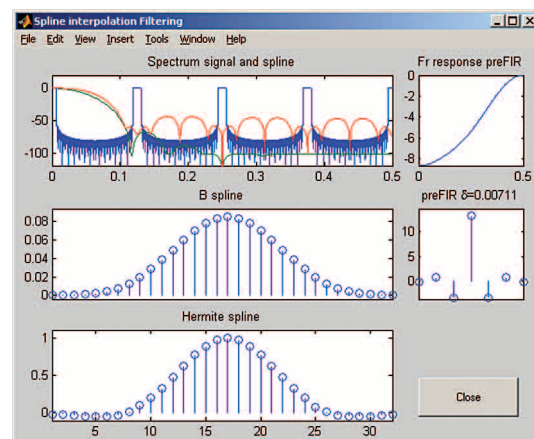 Spline interpolation Filtering
File Edit View Insert Tools Window Help
Spectrum signal and spline
0
-50
-100
0 0.1 0.2 0.3 0.4 0.5
Fr response preFIR
0
-2
-4
-6
-8
0 0.5
B spline
0.08
0.06
0.04
0.02
0
preFIR δ=0.00711
10
5
0
Hermite spline
1
0.5
0
5 10 15 20 25 30
Close